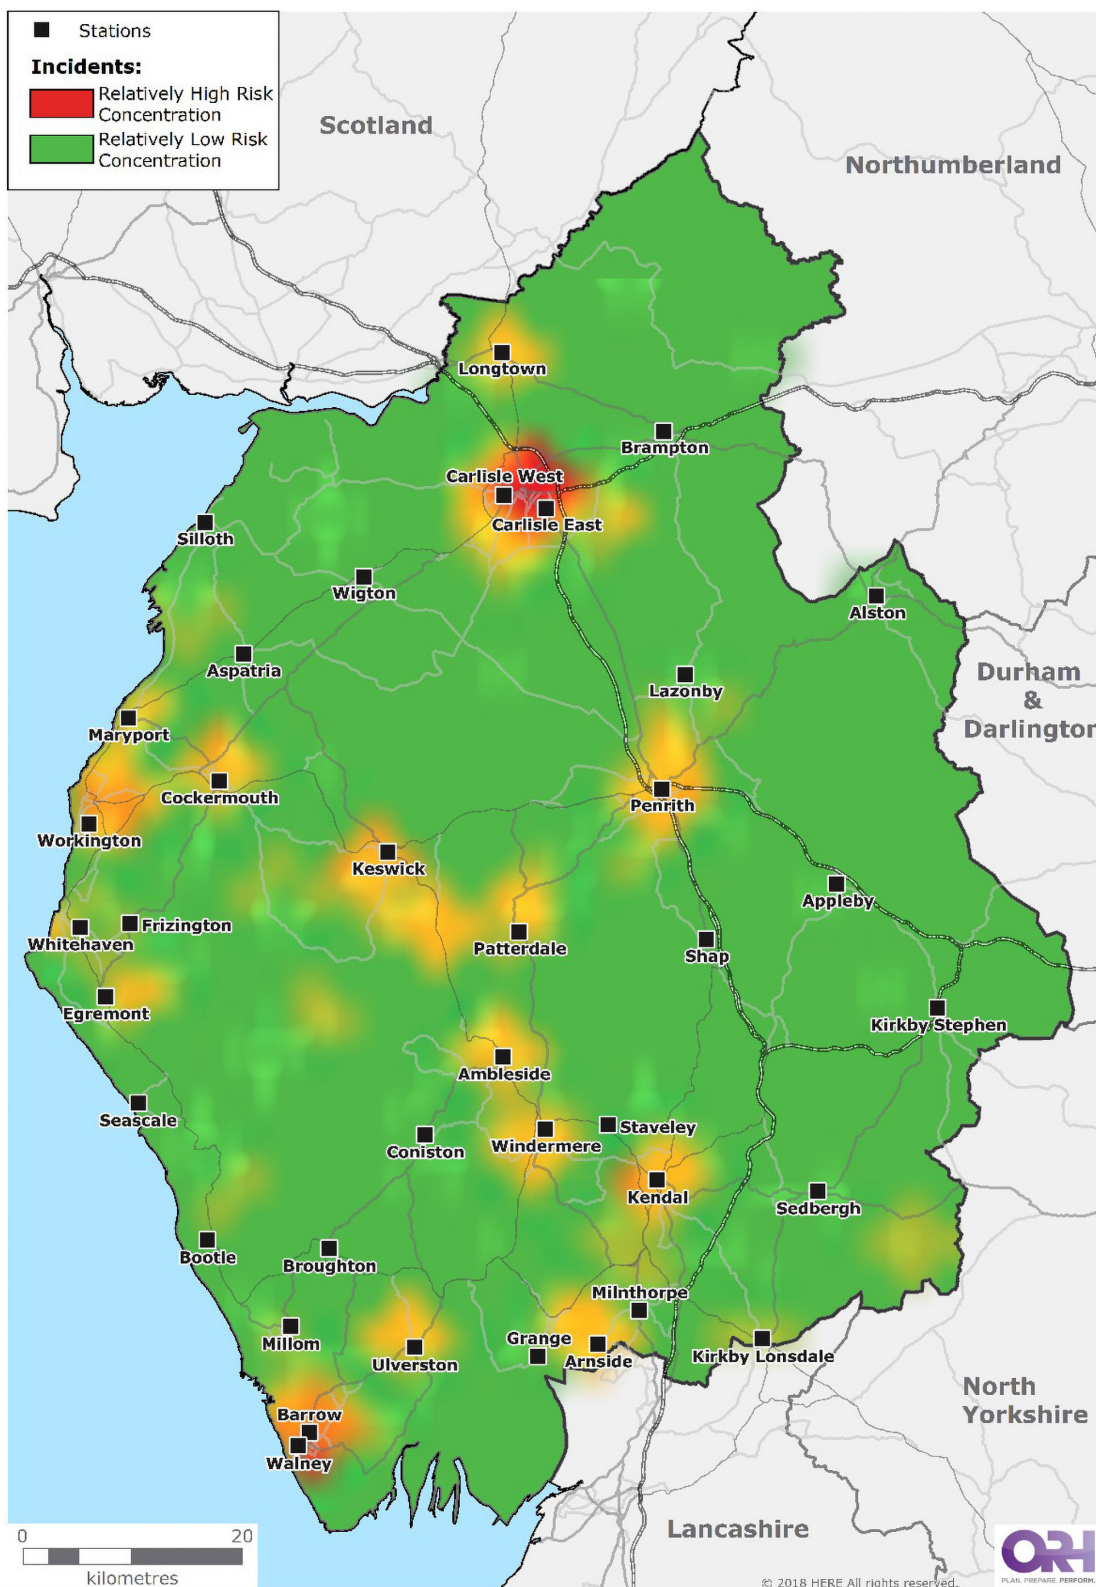 Stations
Incidents:
Relatively High Risk
Concentration
Relatively Low Risk
Concentration
Scotland
Northumberland
Longtown
Brampton
Carlisle West
Carlisle East
Silloth
Wigton
Alston
Aspatria
Lazonby
Durham
&
Darlington
Maryport
Cockermouth
Penrith
Workington
Keswick
Appleby
Frizington
Whitehaven
Patterdale
Shap
Egremont
Kirkby Stephen
Ambleside
Seascale
Staveley
Coniston
Windermere
Kendal
Sedbergh
Bootle
Broughton
Milnthorpe
Millom
Ulverston
Grange
Arnside
Kirkby Lonsdale
North
Yorkshire
Barrow
Walney
Lancashire
0 20
kilometres
ORH
PLAN. PREPARE. PERFORM.
© 2018 HERE All rights reserved.